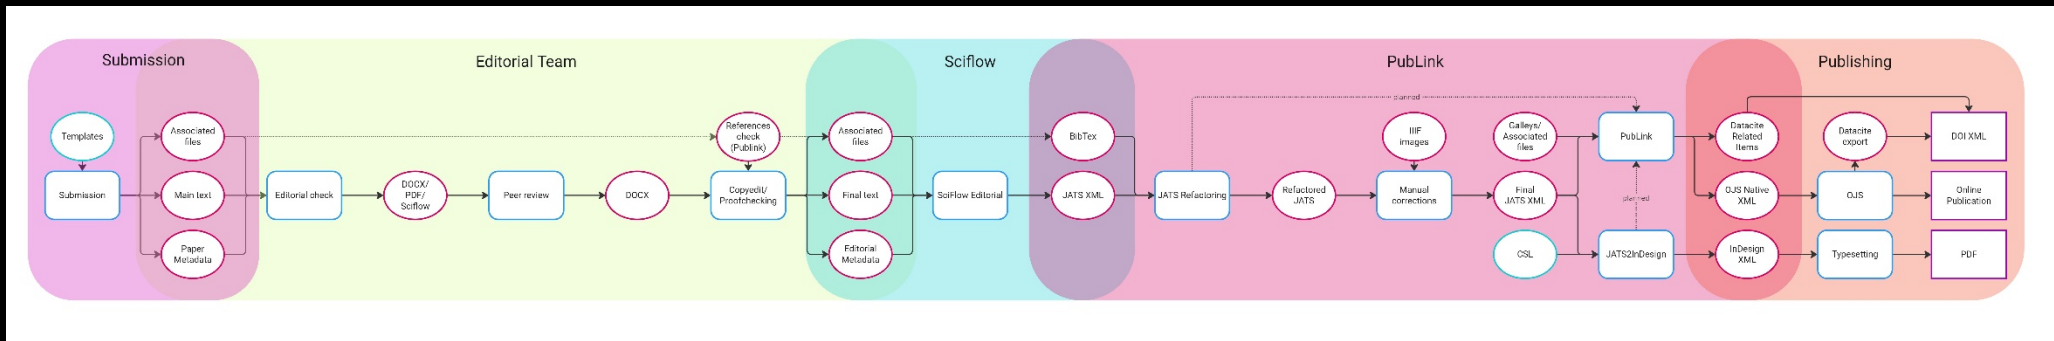 Submission
Editorial Team
Sciflow
PubLink
Publishing
Templates
Submission
Associated
files
Main text
Paper
Metadata
Editorial check
DOCX/
PDF/
Sciflow
Peer review
DOCX
References
check
(Publink)
Copyedit/
Proofchecking
Associated
files
Final text
Editorial
Metadata
SciFlow Editorial
BibTex
JATS XML
JATS Refactoring
planned
Refactored
JATS
IIIF
images
Manual
corrections
Galleys/
Associated
files
Final
JATS XML
CSL
PubLink
planned
JATS2InDesign
Datacite
Related
Items
OJS Native
XML
InDesign
XML
Datacite
export
OJS
Typesetting
DOI XML
Online
Publication
PDF